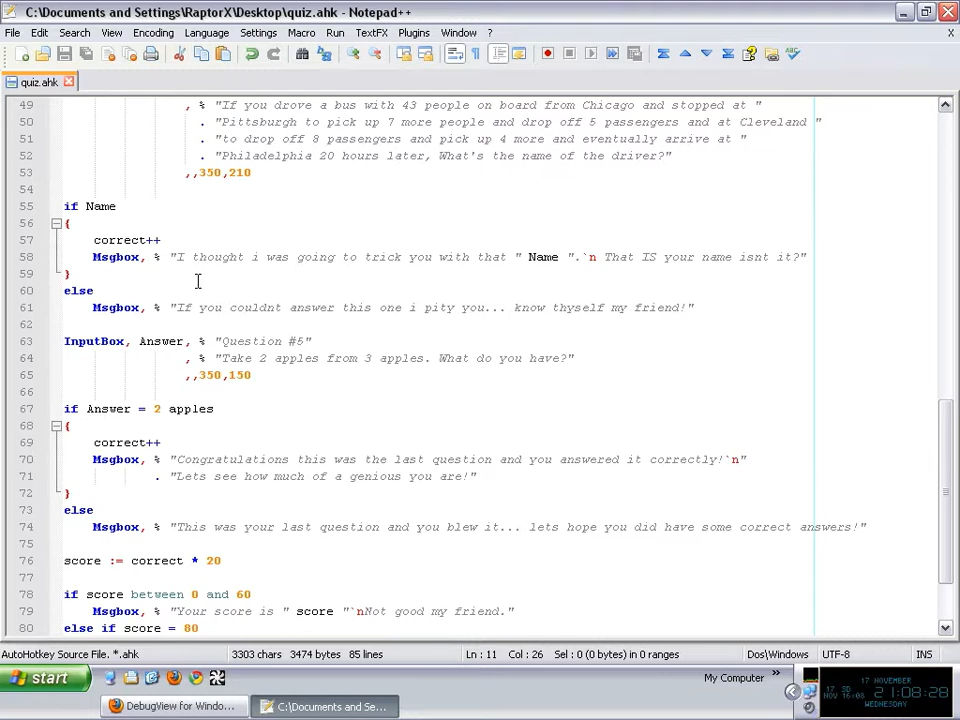 C:\Documents and Settings\RaptorX\Desktop\quiz.ahk - Notepad++
File Edit Search View Encoding Language Settings Macro Run TextFX Plugins Window ? X
quiz.ahk
49 , % "If you drove a bus with 43 people on board from Chicago and stopped at "
50 . "Pittsburgh to pick up 7 more people and drop off 5 passengers and at Cleveland "
51 . "to drop off 8 passengers and pick up 4 more and eventually arrive at "
52 . "Philadelphia 20 hours later, What's the name of the driver?"
53 ,,350,210
54
55 if Name
56 {
57 correct++
58 Msgbox, % "I thought i was going to trick you with that " Name ".`n That IS your name isnt it?"
59 }
60 else
61 Msgbox, % "If you couldnt answer this one i pity you... know thyself my friend!"
62
63 InputBox, Answer, % "Question #5"
64 , % "Take 2 apples from 3 apples. What do you have?"
65 ,,350,150
66
67 if Answer = 2 apples
68 {
69 correct++
70 Msgbox, % "Congratulations this was the last question and you answered it correctly!`n"
71 . "Lets see how much of a genious you are!"
72 }
73 else
74 Msgbox, % "This was your last question and you blew it... lets hope you did have some correct answers!"
75
76 score := correct * 20
77
78 if score between 0 and 60
79 Msgbox, % "Your score is " score "`nNot good my friend."
80 else if score = 80
AutoHotkey Source File. *.ahk 3303 chars 3474 bytes 85 lines Ln : 11 Col : 26 Sel : 0 (0 bytes) in 0 ranges Dos\Windows UTF-8 INS
start My Computer » 17 NOVEMBER
21:08:28
WEDNESDAY
DebugView for Windo... C:\Documents and Se...